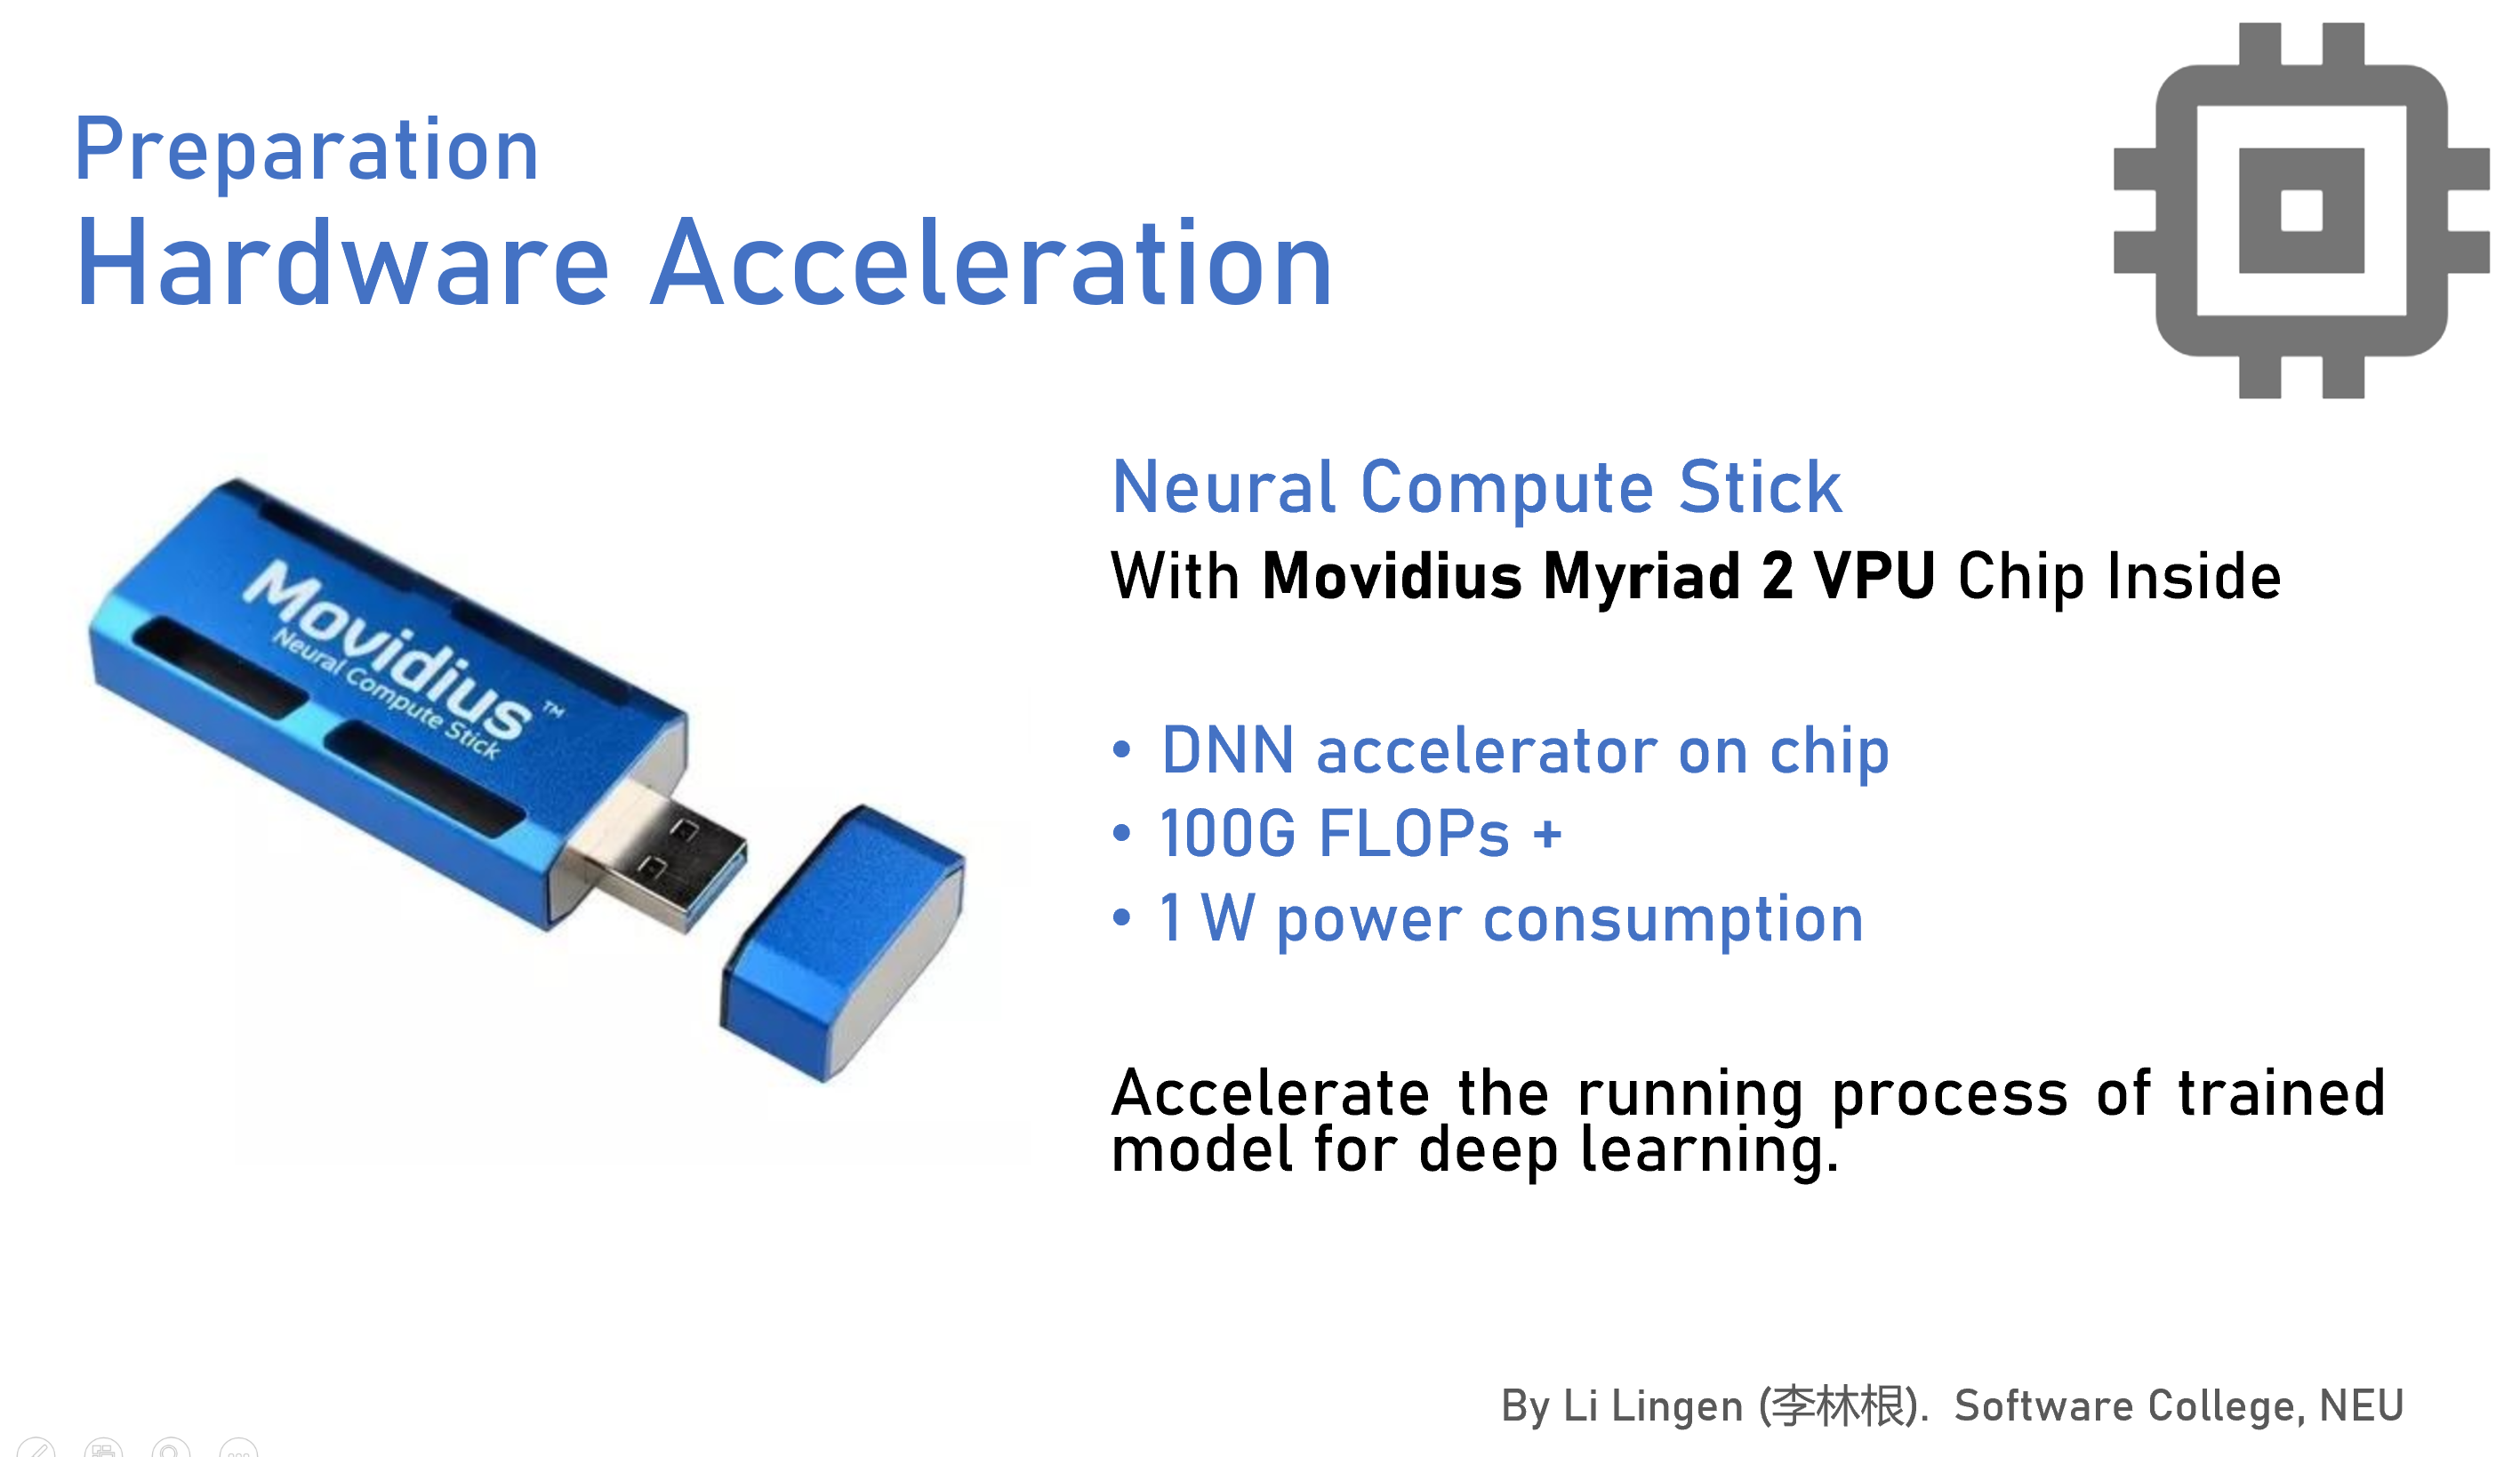 Preparation
Hardware Acceleration
Movidius™
Neural Compute Stick
Neural Compute Stick
With Movidius Myriad 2 VPU Chip Inside
• DNN accelerator on chip
• 100G FLOPs +
• 1 W power consumption
Accelerate the running process of trained
model for deep learning.
By Li Lingen (李林根).  Software College, NEU